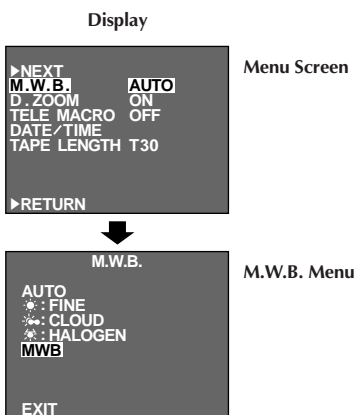 Display
▶NEXT
M.W.B. AUTO
D.ZOOM ON
TELE MACRO OFF
DATE/TIME
TAPE LENGTH T30
▶RETURN
Menu Screen
M.W.B.
AUTO
: FINE
: CLOUD
: HALOGEN
MWB
EXIT
M.W.B. Menu